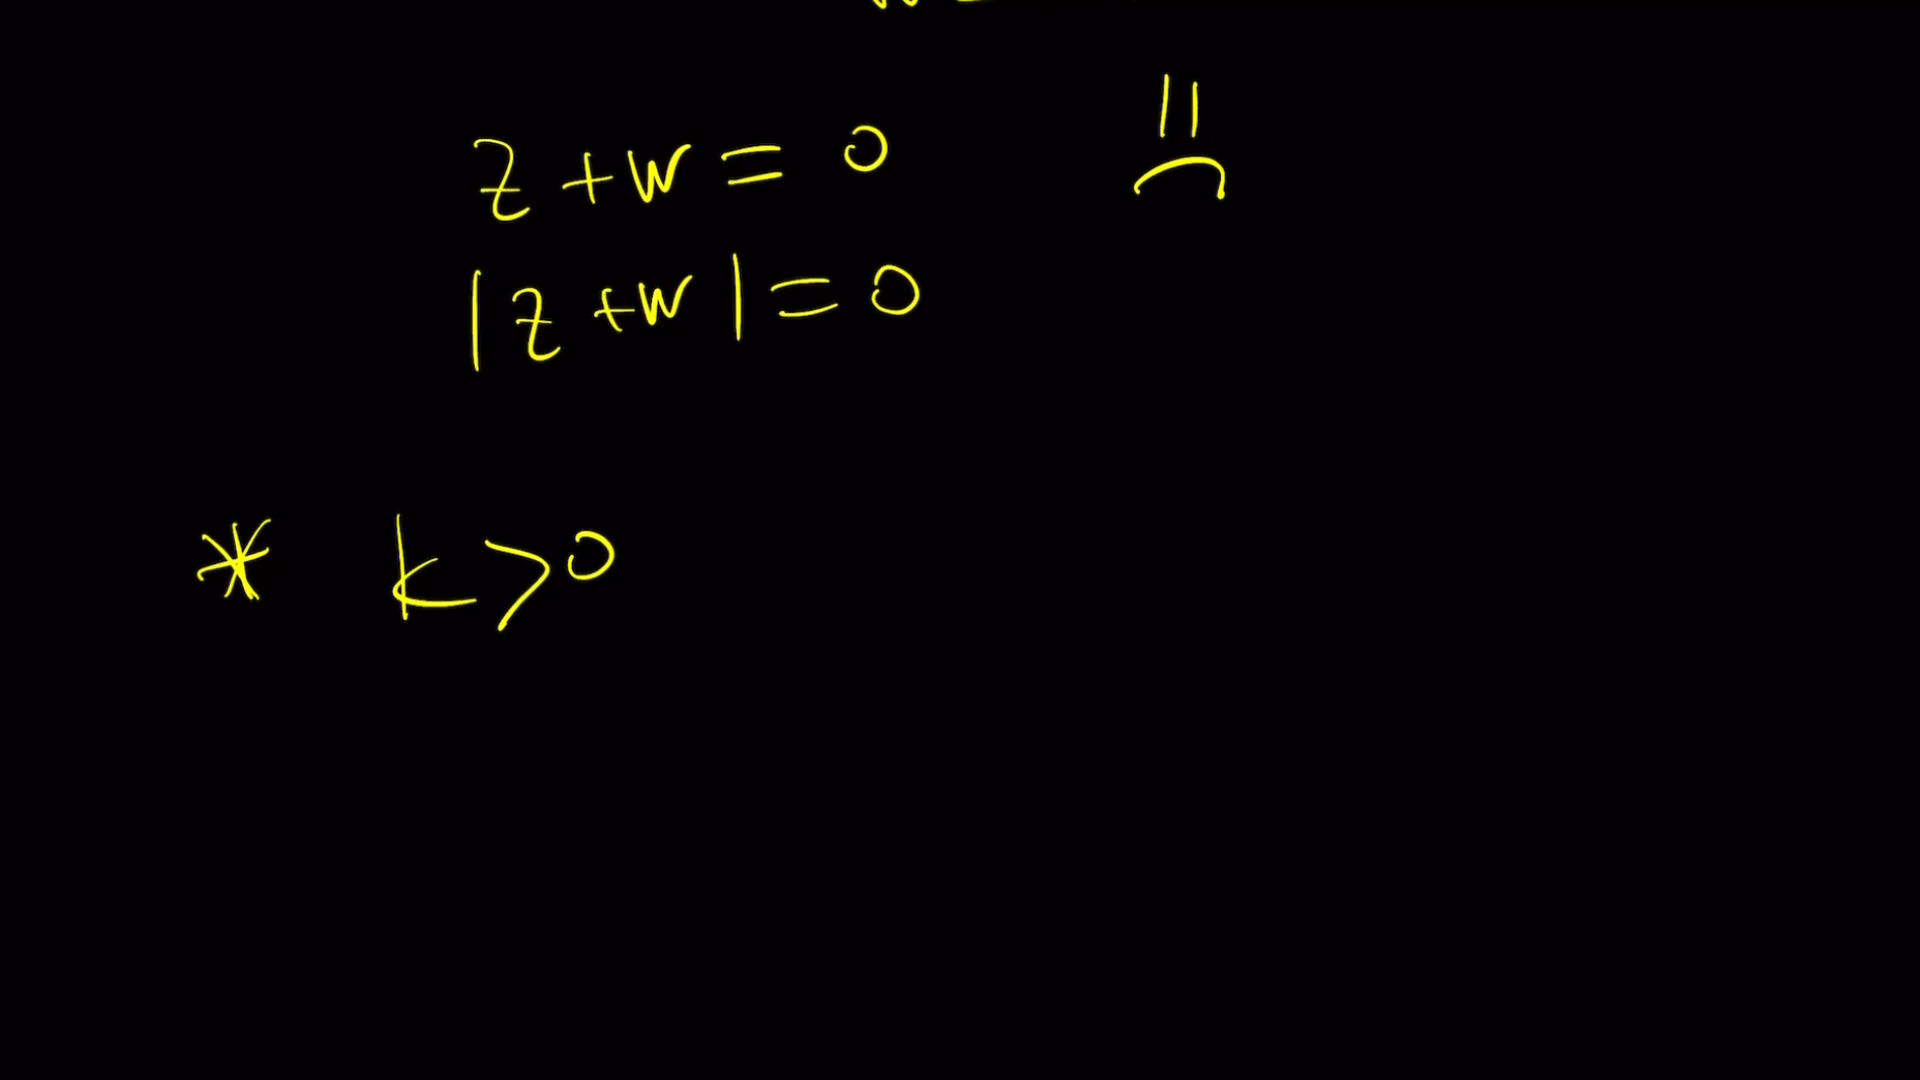 z + w = 0
|z + w| = 0
* k > 0